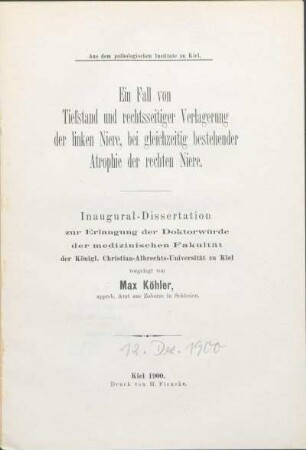 Aus dem pathologischen Institute zu Kiel.
Ein Fall von
Tiefstand und rechtsseitiger Verlagerung
der linken Niere, bei gleichzeitig bestehender
Atrophie der rechten Niere.
Inaugural-Dissertation
zur Erlangung der Doktorwürde
der medizinischen Fakultät
der Königl. Christian-Albrechts-Universität zu Kiel
vorgelegt von
Max Köhler,
approb. Arzt aus in Schlesien.
12. Dez. 1900
Kiel 1900.
Druck von H. Fiencke.